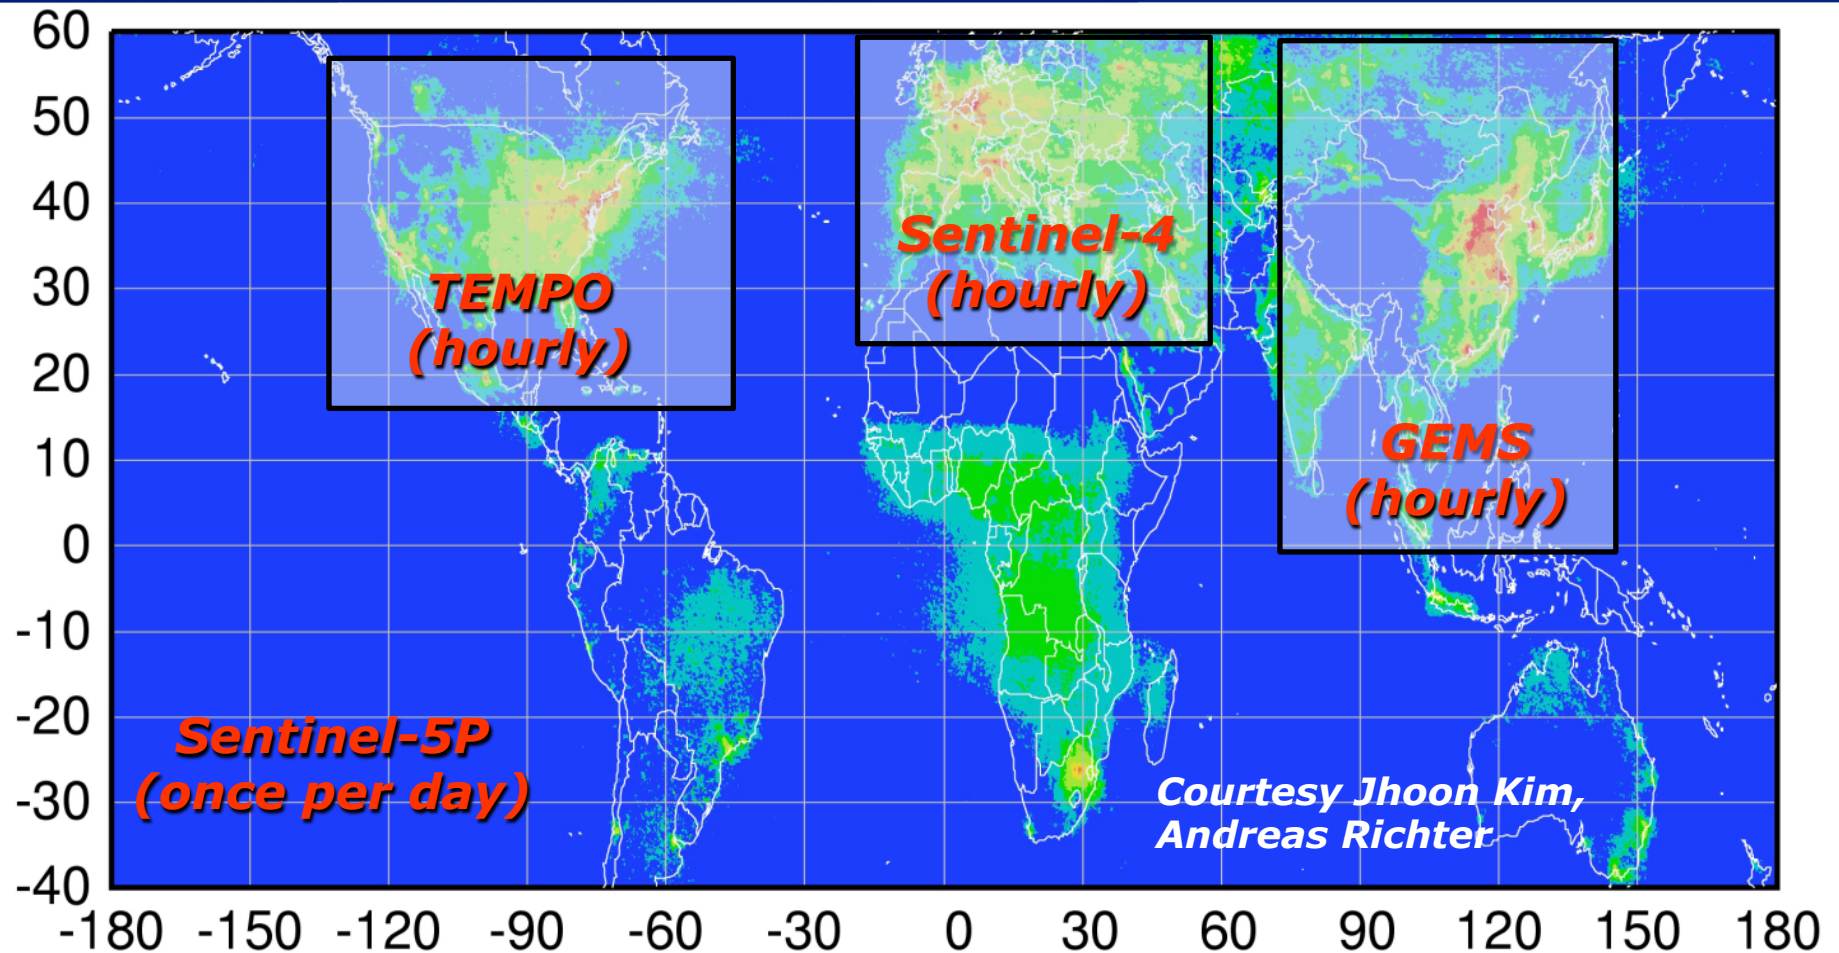 60
50
40
30
20
10
0
-10
-20
-30
-40
TEMPO
(hourly)
Sentinel-4
(hourly)
GEMS
(hourly)
Sentinel-5P
(once per day)
Courtesy Jhoon Kim,
Andreas Richter
-180 -150 -120 -90 -60 -30 0 30 60 90 120 150 180